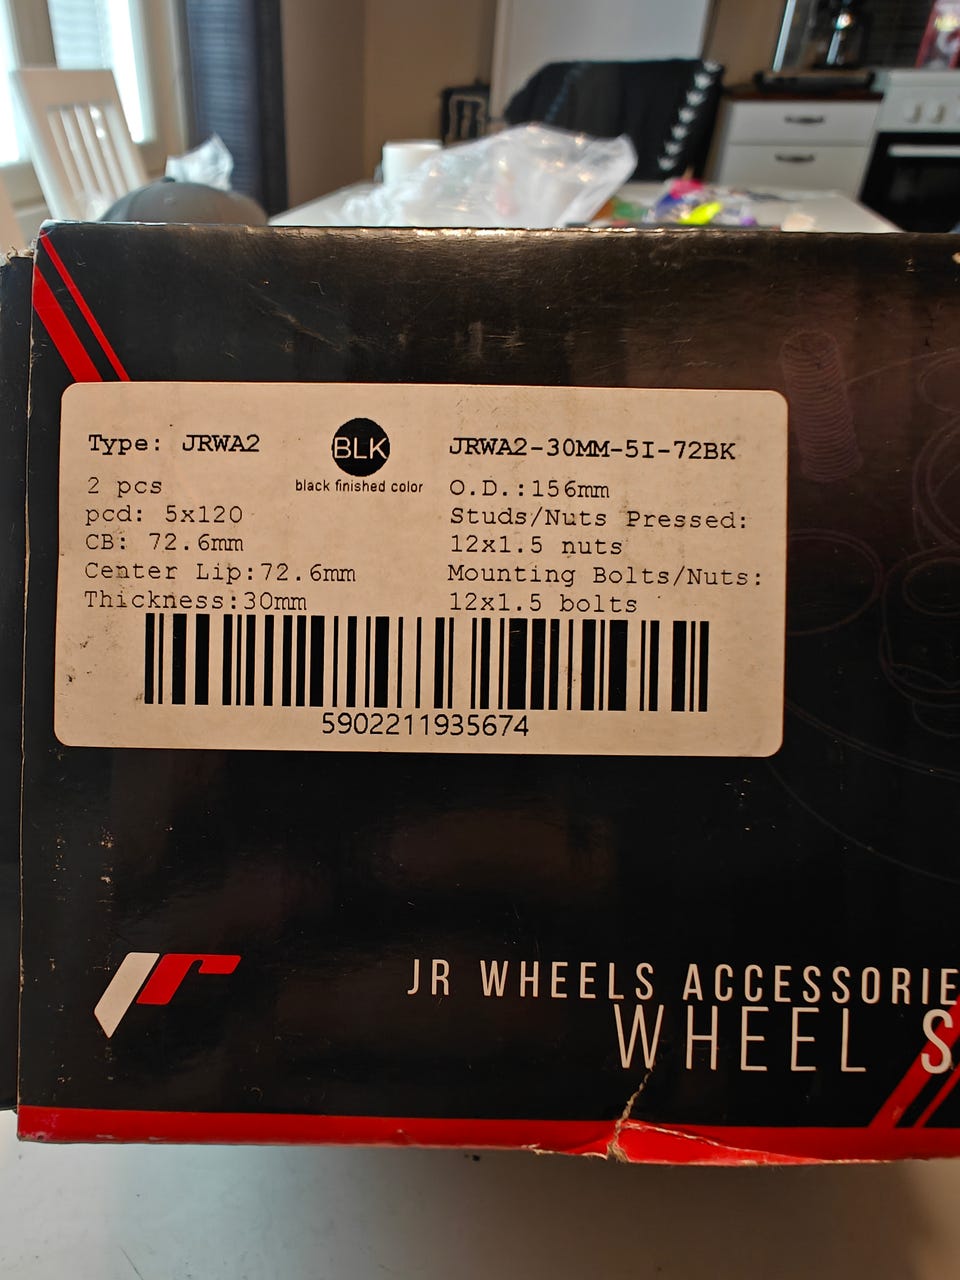 Type: JRWA2
BLK
black finished color
2 pcs
pcd: 5x120
CB: 72.6mm
Center Lip:72.6mm
Thickness:30mm
JRWA2-30MM-5I-72BK
O.D.:156mm
Studs/Nuts Pressed:
12x1.5 nuts
Mounting Bolts/Nuts:
12x1.5 bolts
5902211935674
jr
JR WHEELS ACCESSORIE
WHEEL S